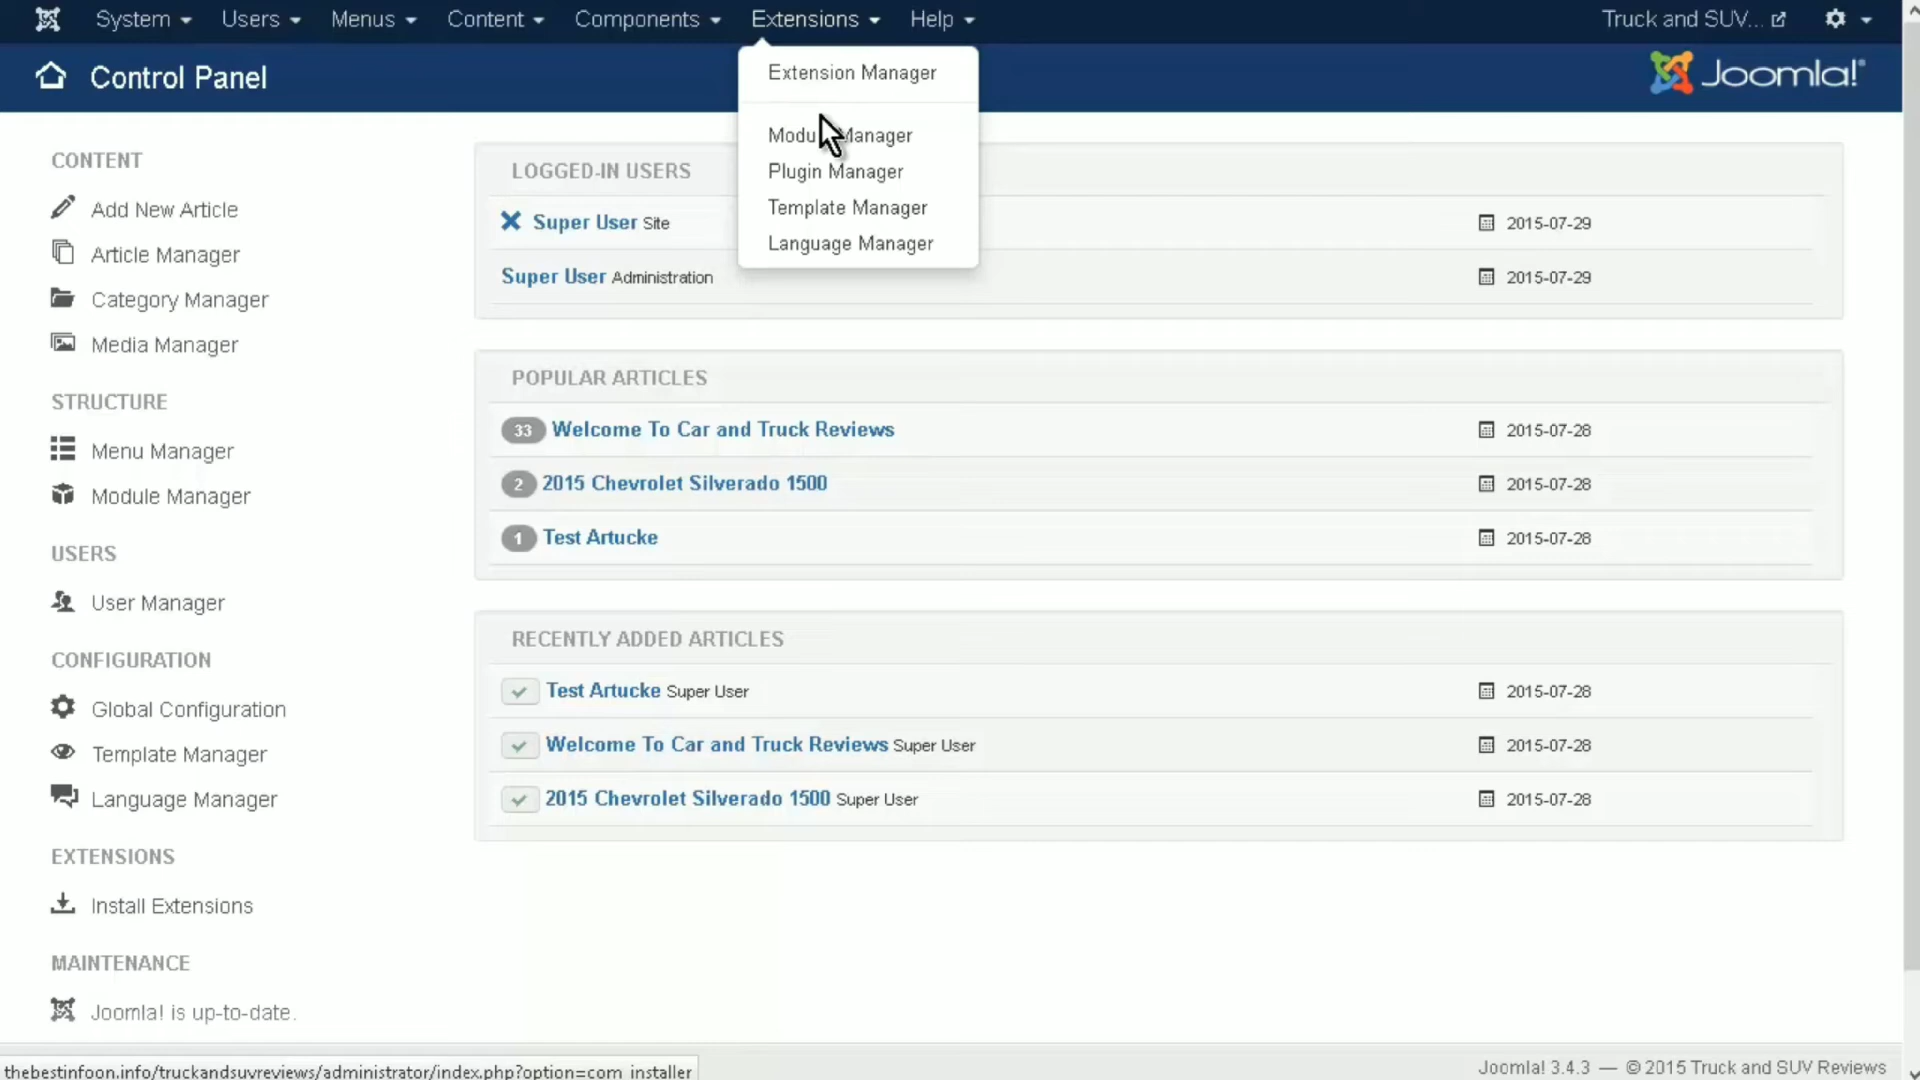 System Users Menus Content Components Extensions Help Truck and SUV...
Control Panel
Joomla!®
Extension Manager
Module Manager
Plugin Manager
Template Manager
Language Manager
CONTENT
Add New Article
Article Manager
Category Manager
Media Manager
STRUCTURE
Menu Manager
Module Manager
USERS
User Manager
CONFIGURATION
Global Configuration
Template Manager
Language Manager
EXTENSIONS
Install Extensions
MAINTENANCE
Joomla! is up-to-date.
LOGGED-IN USERS
Super User Site 2015-07-29
Super User Administration 2015-07-29
POPULAR ARTICLES
33 Welcome To Car and Truck Reviews 2015-07-28
2 2015 Chevrolet Silverado 1500 2015-07-28
1 Test Artucke 2015-07-28
RECENTLY ADDED ARTICLES
Test Artucke Super User 2015-07-28
Welcome To Car and Truck Reviews Super User 2015-07-28
2015 Chevrolet Silverado 1500 Super User 2015-07-28
thebestinfoon.info/truckandsuvreviews/administrator/index.php?option=com_installer
Joomla! 3.4.3 — © 2015 Truck and SUV Reviews